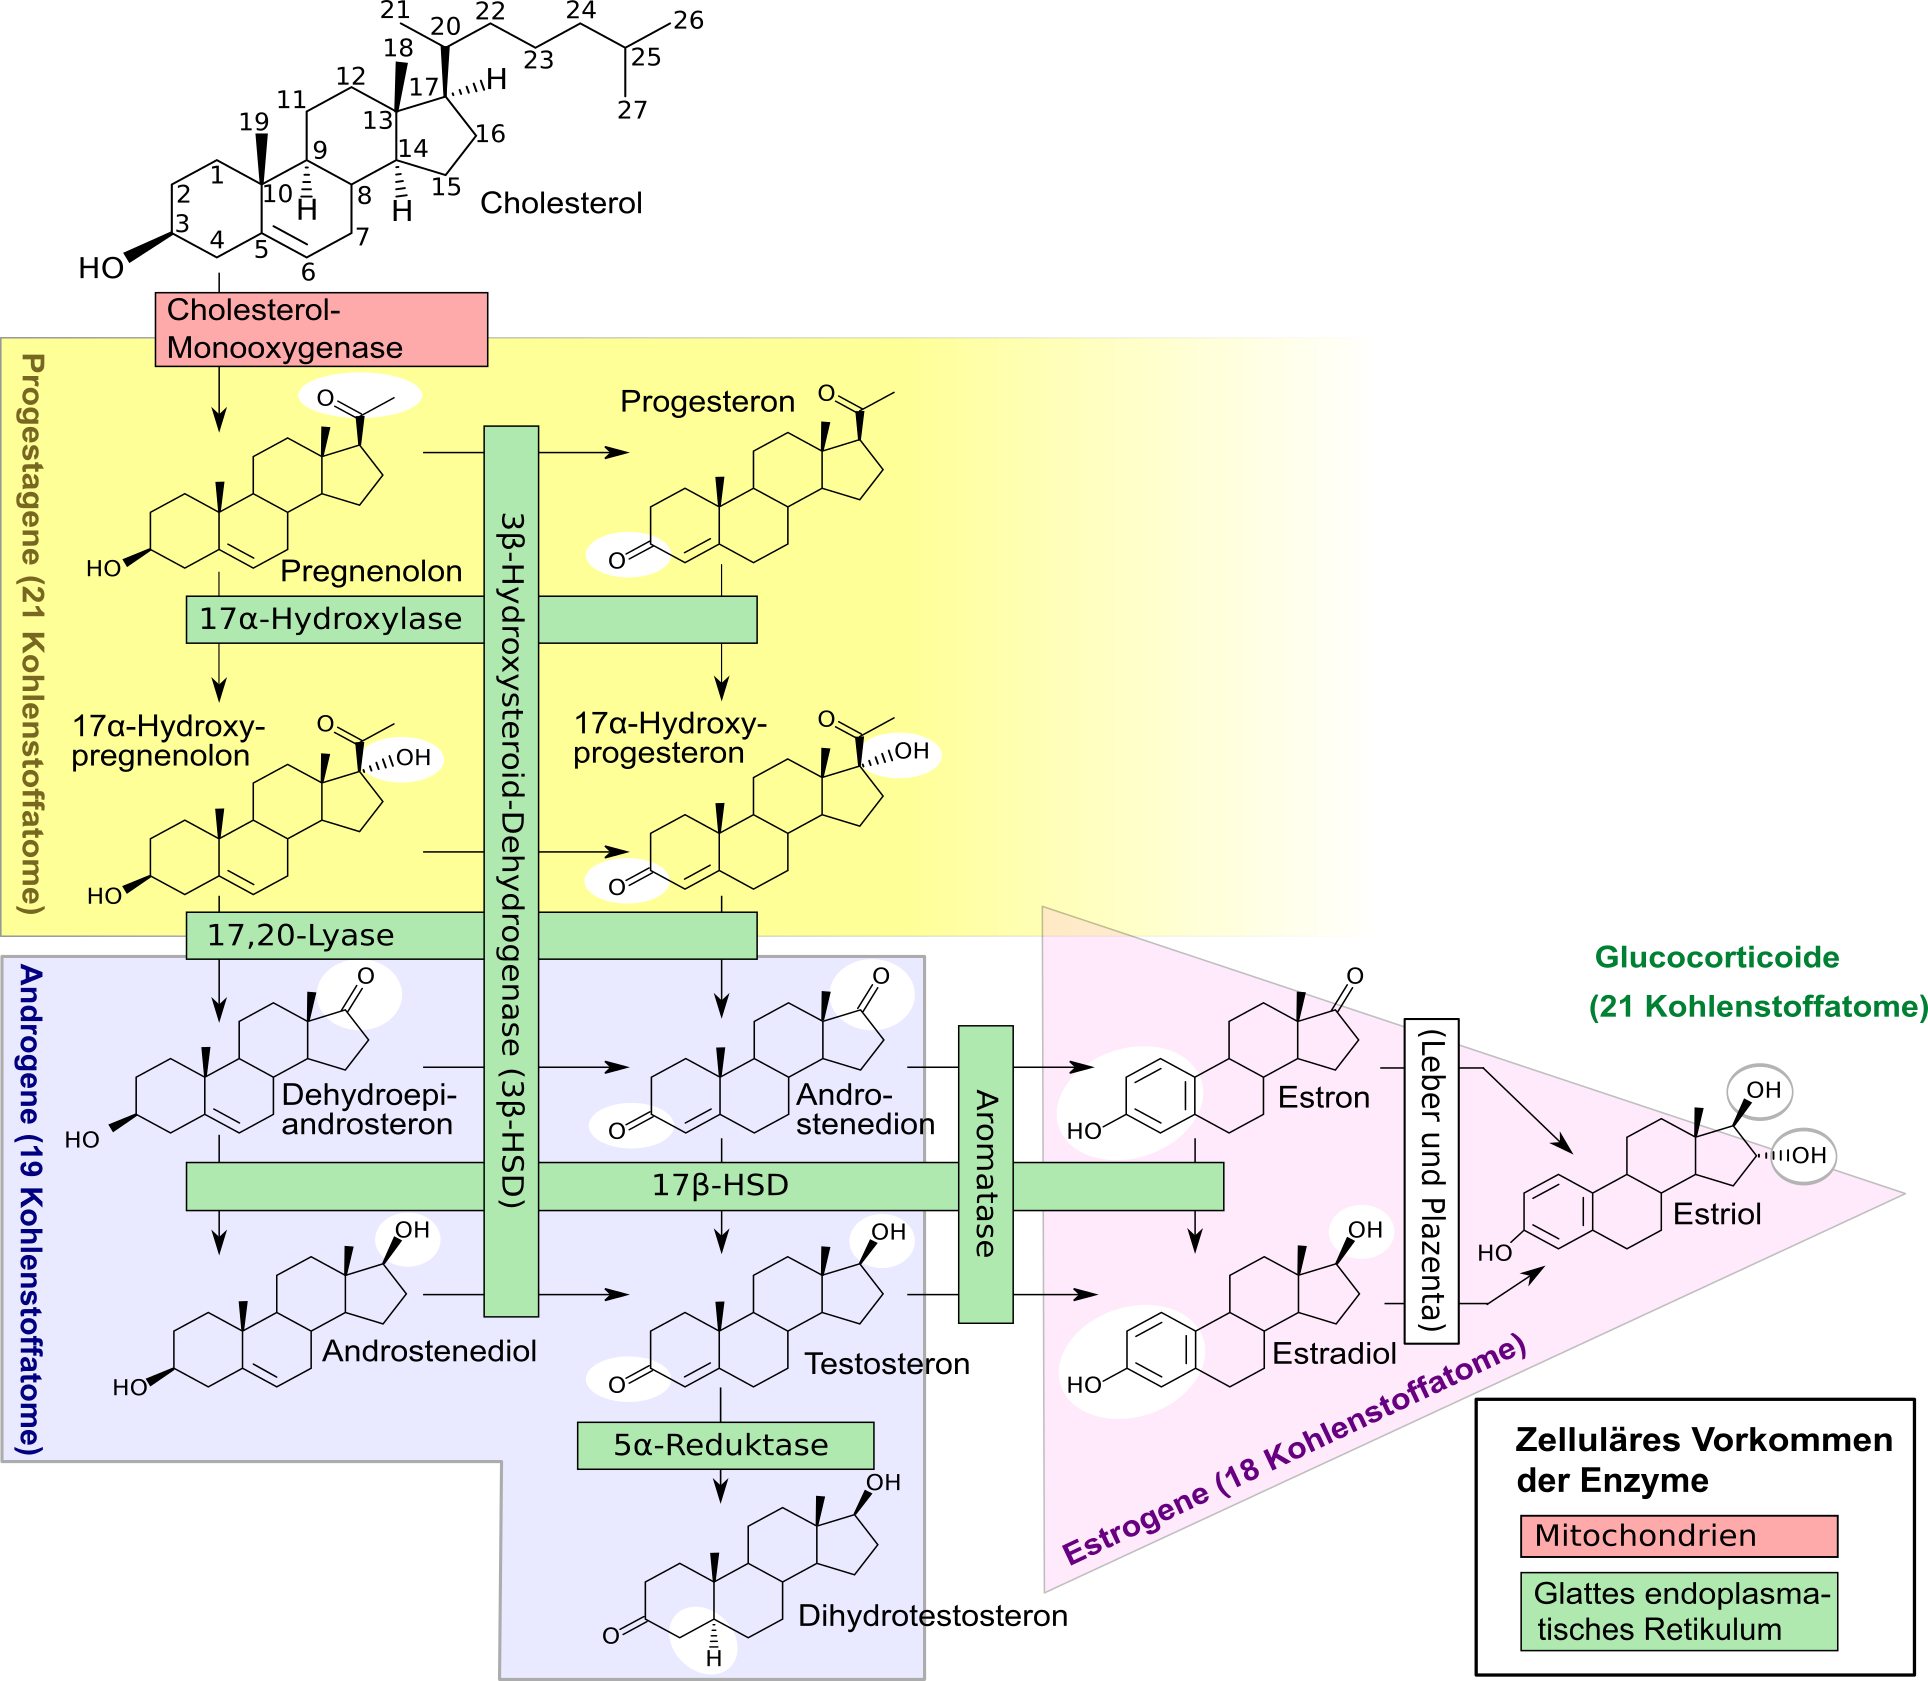 21
20
22
24
26
18
23
25
12
17
H
27
11
19
13
16
9
14
1
15
2
10
H
8
H
3
4
5
7
6
HO
Cholesterol
Cholesterol-
Monooxygenase
Progestagene (21 Kohlenstoffatome)
O
HO
Pregnenolon
Progesteron
O
O
3β-Hydroxysteroid-Dehydrogenase (3β-HSD)
17α-Hydroxylase
17α-Hydroxy-
pregnenolon
O
OH
HO
17α-Hydroxy-
progesteron
O
OH
O
17,20-Lyase
Androgene (19 Kohlenstoffatome)
O
HO
Dehydroepi-
androsteron
O
O
Andro-
stenedion
Aromatase
O
HO
Estron
(Leber und Plazenta)
Glucocorticoide
(21 Kohlenstoffatome)
OH
OH
HO
Estriol
17β-HSD
OH
HO
Androstenediol
OH
O
Testosteron
OH
HO
Estradiol
Estrogene (18 Kohlenstoffatome)
5α-Reduktase
OH
O
H
Dihydrotestosteron
Zelluläres Vorkommen
der Enzyme
Mitochondrien
Glattes endoplasma-
tisches Retikulum